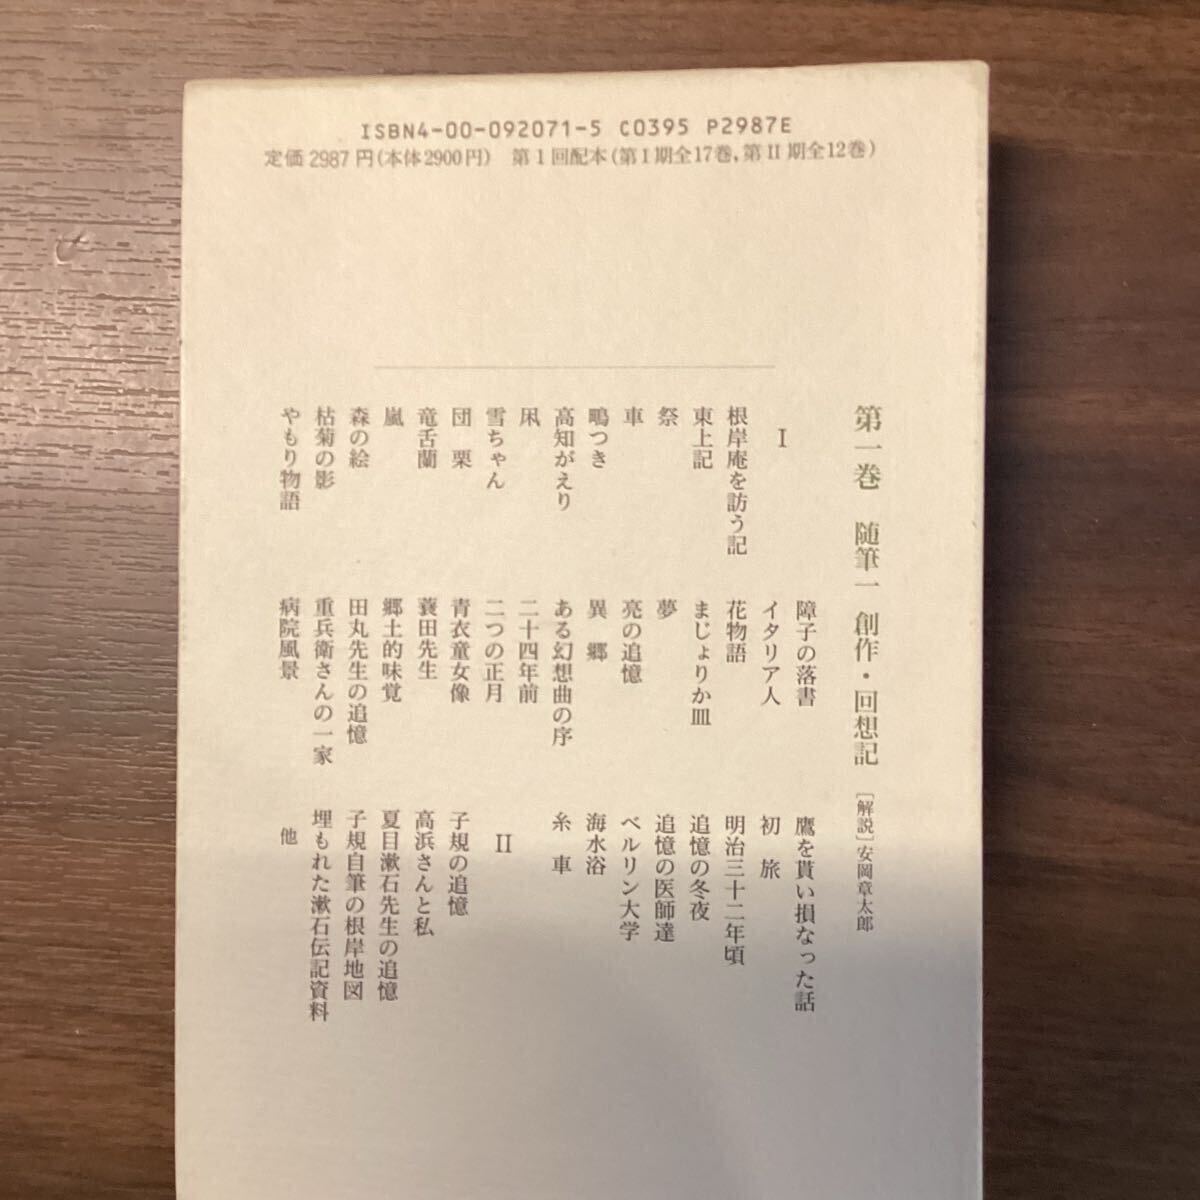 ISBN4-00-092071-5 C0395 P2987E
定価2987円(本体2900円) 第1回配本(第I期全17巻,第II期全12巻)
第一巻 随筆一 創作・回想記 [解説]安岡章太郎
I
根岸庵を訪う記
東上記
祭
車
鴫つき
高知がえり
凩
雪ちゃん
団栗
竜舌蘭
嵐
森の絵
枯菊の影
やもり物語
障子の落書
イタリア人
花物語
まじょりか皿
夢
亮の追憶
異郷
ある幻想曲の序
二十四年前
二つの正月
青衣童女像
蓑田先生
郷土的味覚
田丸先生の追憶
重兵衛さんの一家
病院風景
鷹を貰い損なった話
初旅
明治三十二年頃
追憶の冬夜
追憶の医師達
ベルリン大学
海水浴
糸車
II
子規の追憶
高浜さんと私
夏目漱石先生の追憶
子規自筆の根岸地図
埋もれた漱石伝記資料
他